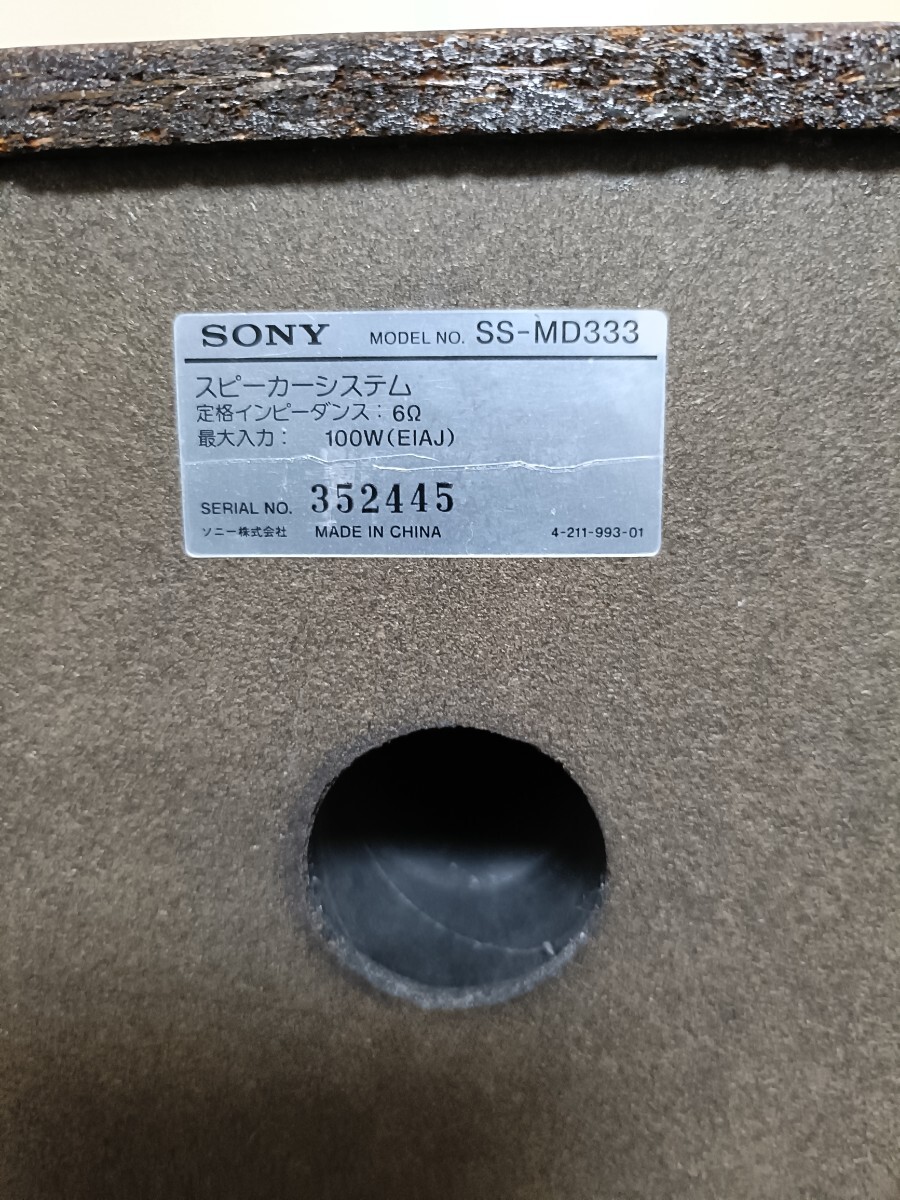 SONY MODEL NO. SS-MD333
スピーカーシステム
定格インピーダンス：6Ω
最大入力： 100W(EIAJ)
SERIAL NO. 352445
ソニー株式会社 MADE IN CHINA 4-211-993-01